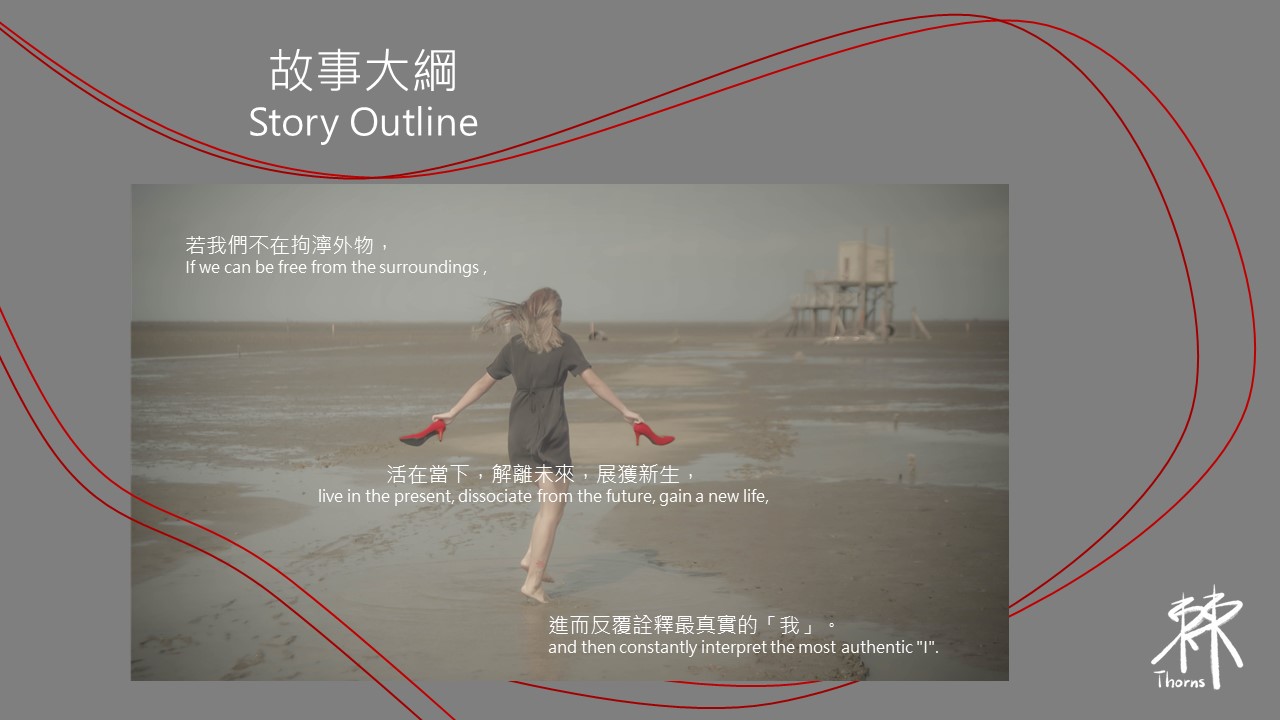 故事大綱
Story Outline
若我們不在拘濘外物，
If we can be free from the surroundings ,
活在當下，解離未來，展獲新生，
live in the present, dissociate from the future, gain a new life,
進而反覆詮釋最真實的「我」。
and then constantly interpret the most authentic "I".
棘
Thorns